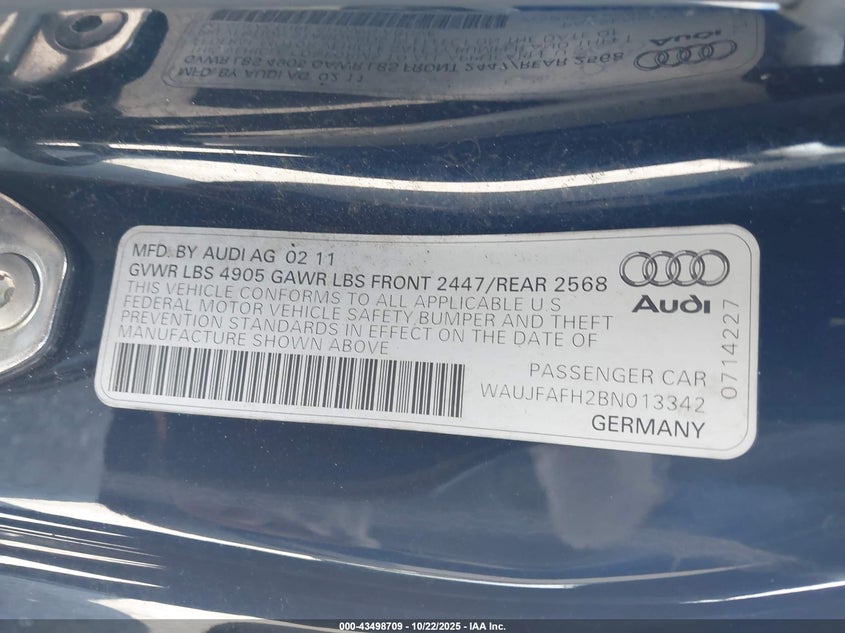 MFD. BY AUDI AG 02 11
GVWR LBS 4905 GAWR LBS FRONT 2447/REAR 2568
THIS VEHICLE CONFORMS TO ALL APPLICABLE U S
FEDERAL MOTOR VEHICLE SAFETY, BUMPER AND THEFT
PREVENTION STANDARDS IN EFFECT ON THE DATE OF
MANUFACTURE SHOWN ABOVE.
Audi
0714227
PASSENGER CAR
WAUJFAFH2BN013342
GERMANY
000-43498709 - 10/22/2025 - IAA Inc.